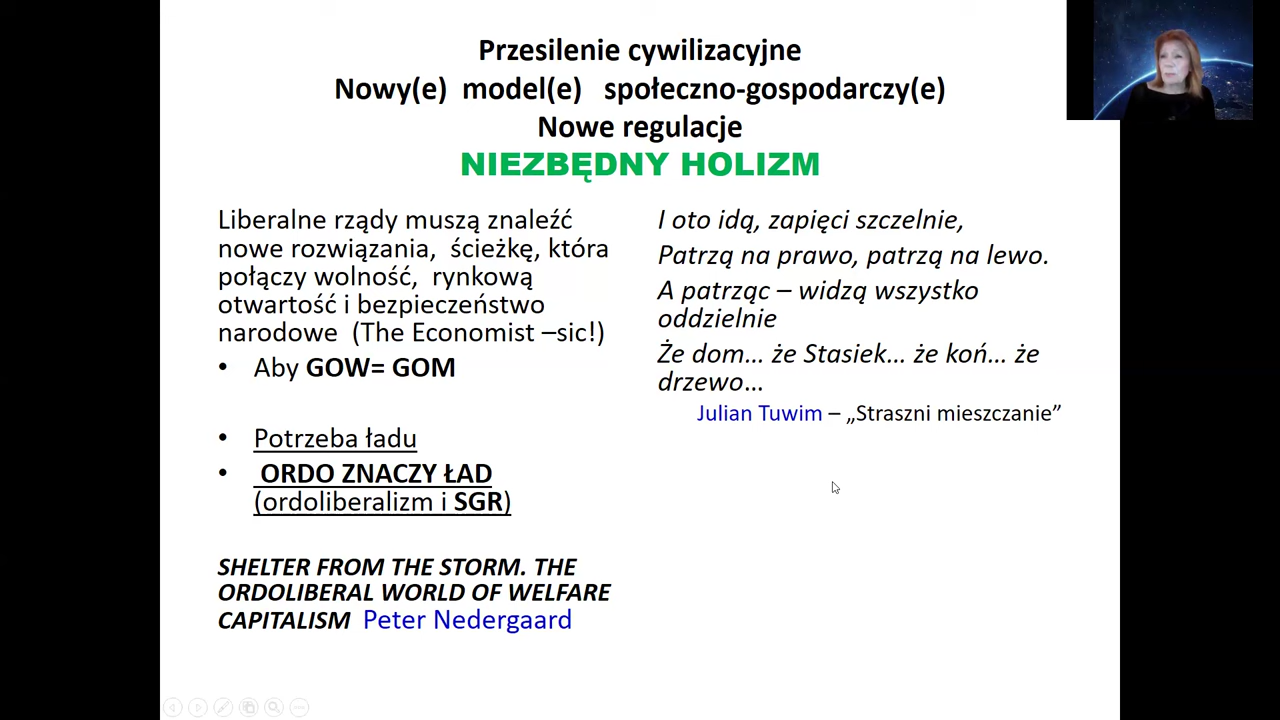 Przesilenie cywilizacyjne
Nowy(e) model(e) społeczno-gospodarczy(e)
Nowe regulacje
NIEZBĘDNY HOLIZM
Liberalne rządy muszą znaleźć
nowe rozwiązania, ścieżkę, która
połączy wolność, rynkową
otwartość i bezpieczeństwo
narodowe (The Economist –sic!)
• Aby GOW= GOM
• Potrzeba ładu
• ORDO ZNACZY ŁAD
(ordoliberalizm i SGR)
SHELTER FROM THE STORM. THE
ORDOLIBERAL WORLD OF WELFARE
CAPITALISM Peter Nedergaard
I oto idą, zapięci szczelnie,
Patrzą na prawo, patrzą na lewo.
A patrząc – widzą wszystko
oddzielnie
Że dom… że Stasiek… że koń… że
drzewo…
Julian Tuwim – „Straszni mieszczanie”